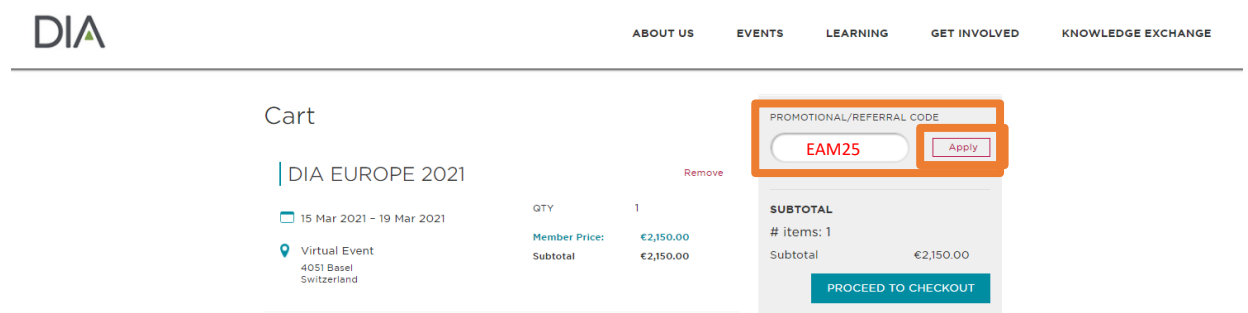 DIA
ABOUT US EVENTS LEARNING GET INVOLVED KNOWLEDGE EXCHANGE
Cart
DIA EUROPE 2021
Remove
15 Mar 2021 – 19 Mar 2021
Virtual Event
4051 Basel
Switzerland
QTY 1
Member Price: €2,150.00
Subtotal €2,150.00
PROMOTIONAL/REFERRAL CODE
EAM25 Apply
SUBTOTAL
# items: 1
Subtotal €2,150.00
PROCEED TO CHECKOUT